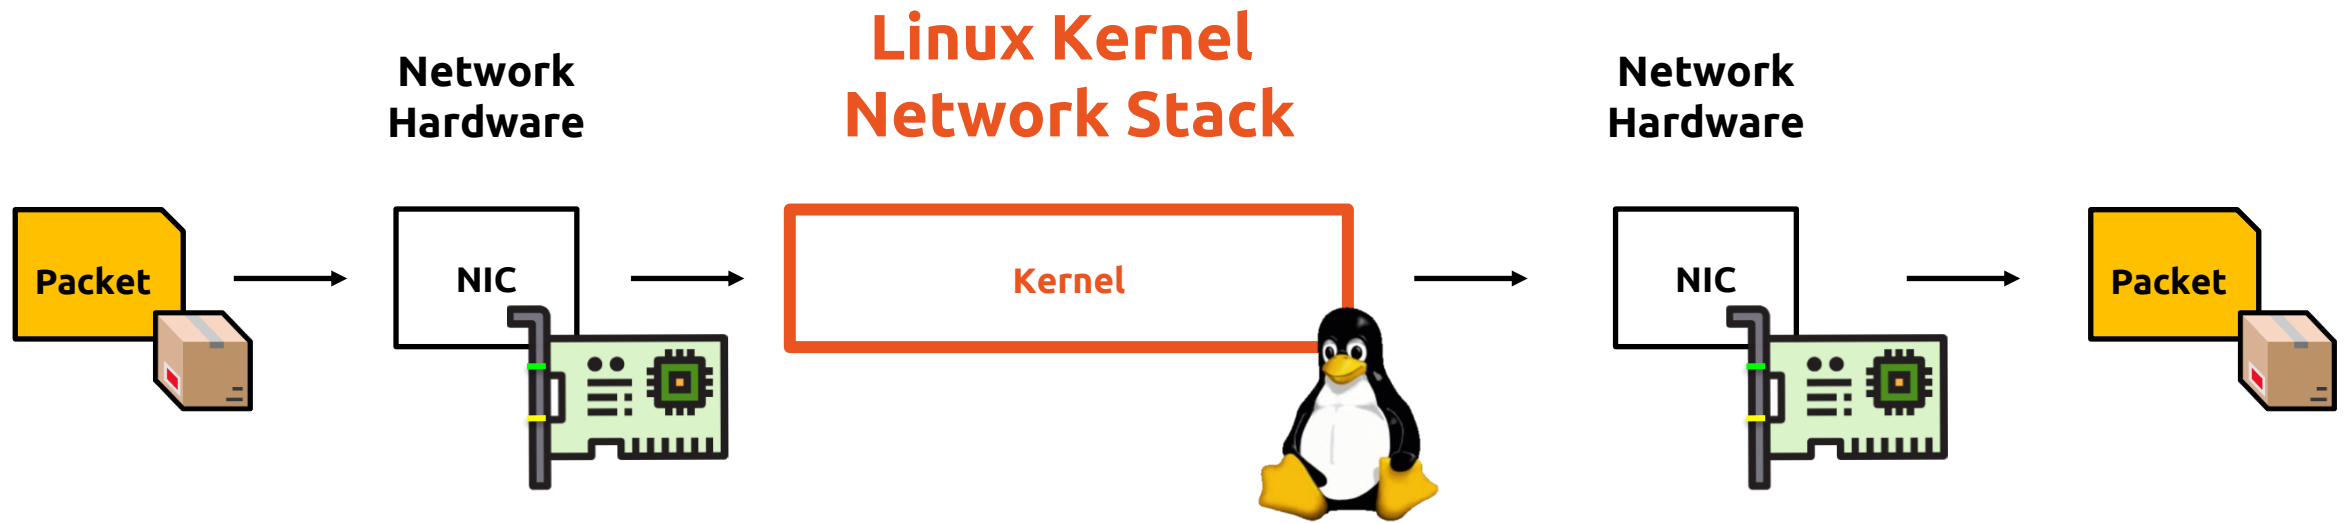 Linux Kernel
Network Stack
Network
Hardware
Network
Hardware
Packet
NIC
Kernel
NIC
Packet